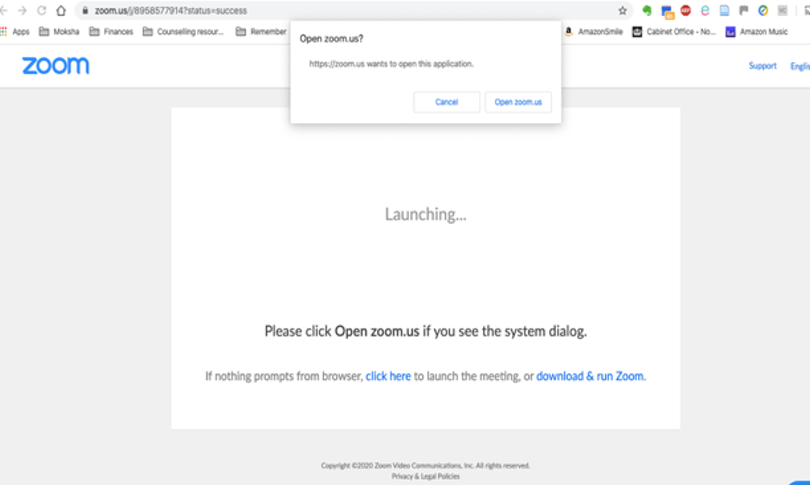 zoom.us/j/8958577914?status=success
Apps Moksha Finances Counselling resour... Remember AmazonSmile Cabinet Office - No... Amazon Music
Open zoom.us?
https://zoom.us wants to open this application.
Cancel Open zoom.us
zoom Support Englis
Launching...
Please click Open zoom.us if you see the system dialog.
If nothing prompts from browser, click here to launch the meeting, or download & run Zoom.
Copyright ©2020 Zoom Video Communications, Inc. All rights reserved.
Privacy & Legal Policies